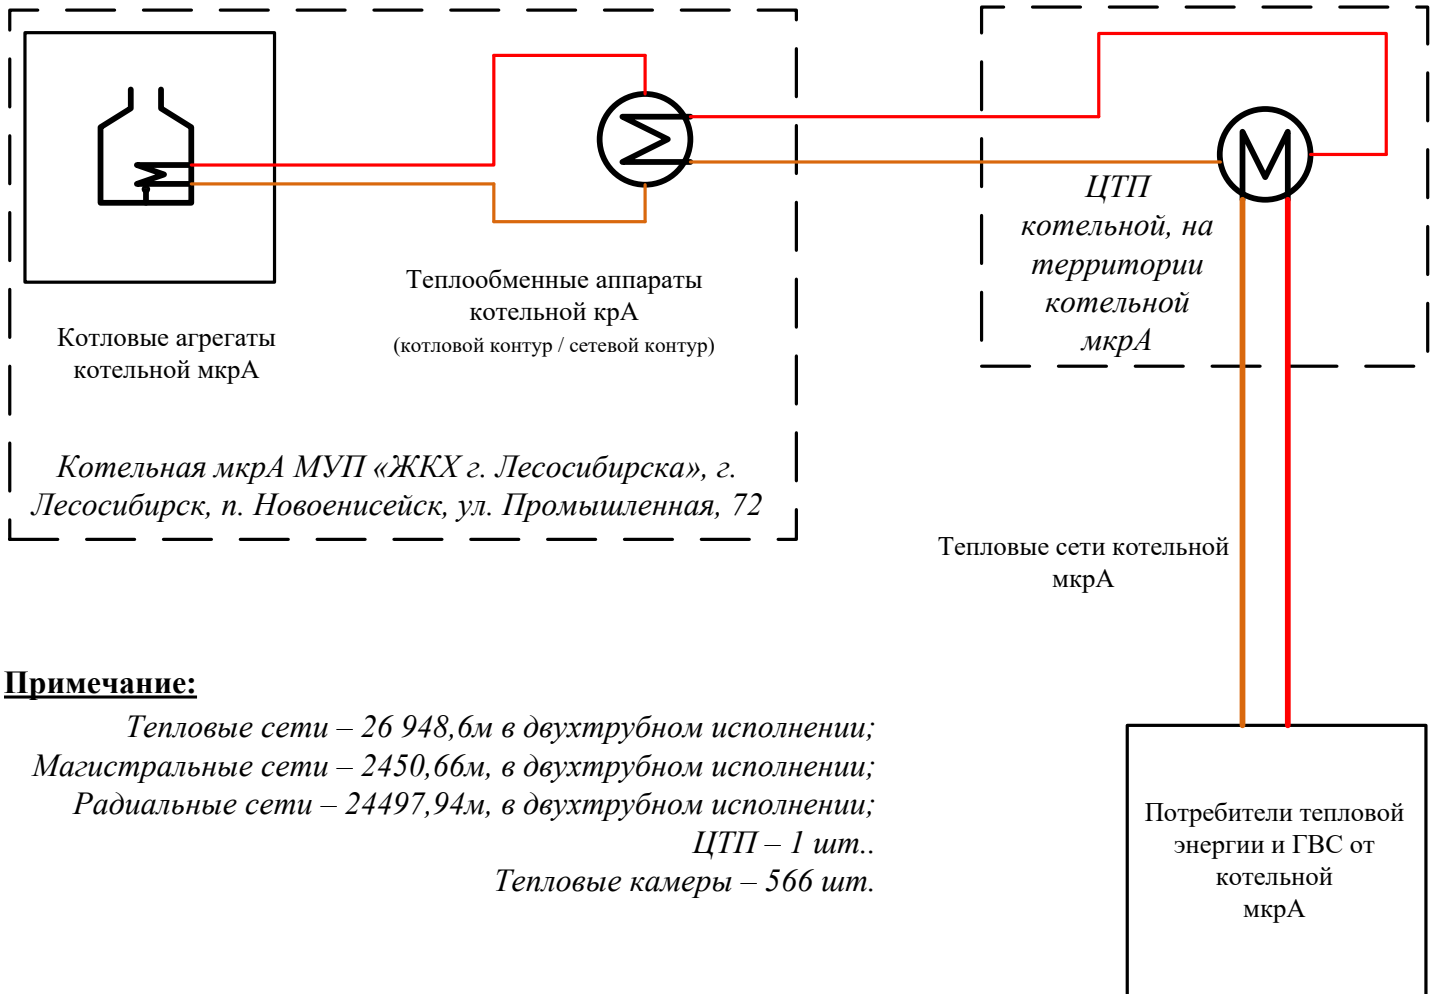 Котловые агрегаты
котельной мкрА
Теплообменные аппараты
котельной крА
(котловой контур / сетевой контур)
Котельная мкрА МУП «ЖКХ г. Лесосибирска», г.
Лесосибирск, п. Новоенисейск, ул. Промышленная, 72
ЦТП
котельной, на
территории
котельной
мкрА
Тепловые сети котельной
мкрА
Примечание:
Тепловые сети – 26 948,6м в двухтрубном исполнении;
Магистральные сети – 2450,66м, в двухтрубном исполнении;
Радиальные сети – 24497,94м, в двухтрубном исполнении;
ЦТП – 1 шт..
Тепловые камеры – 566 шт.
Потребители тепловой
энергии и ГВС от
котельной
мкрА